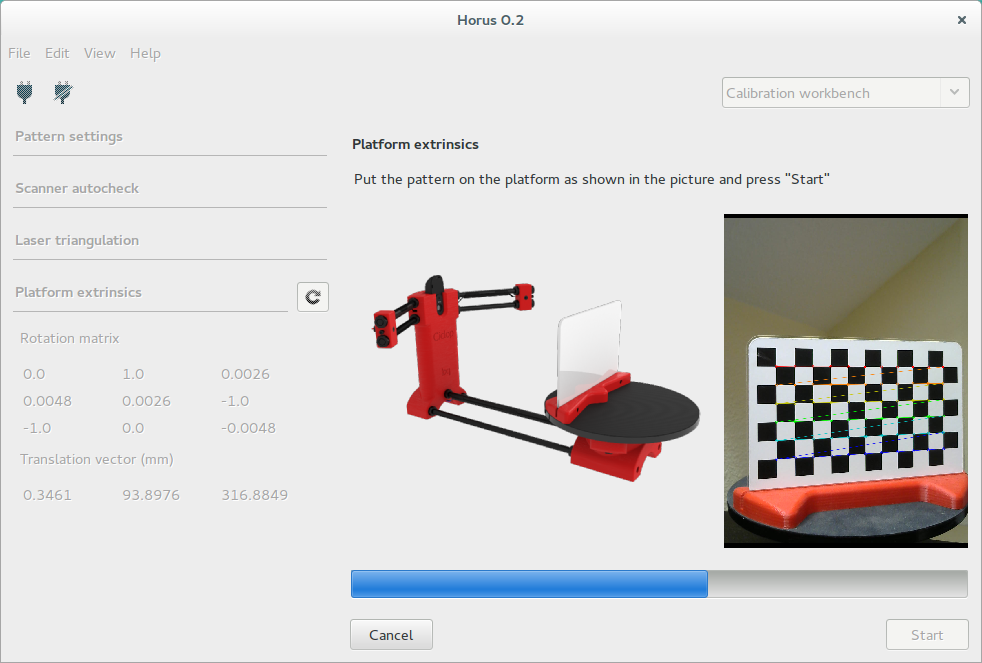 Horus 0.2
File Edit View Help
Calibration workbench
Pattern settings
Scanner autocheck
Laser triangulation
Platform extrinsics
Rotation matrix
0.0 1.0 0.0026
0.0048 0.0026 -1.0
-1.0 0.0 -0.0048
Translation vector (mm)
0.3461 93.8976 316.8849
Platform extrinsics
Put the pattern on the platform as shown in the picture and press "Start"
Cancel
Start